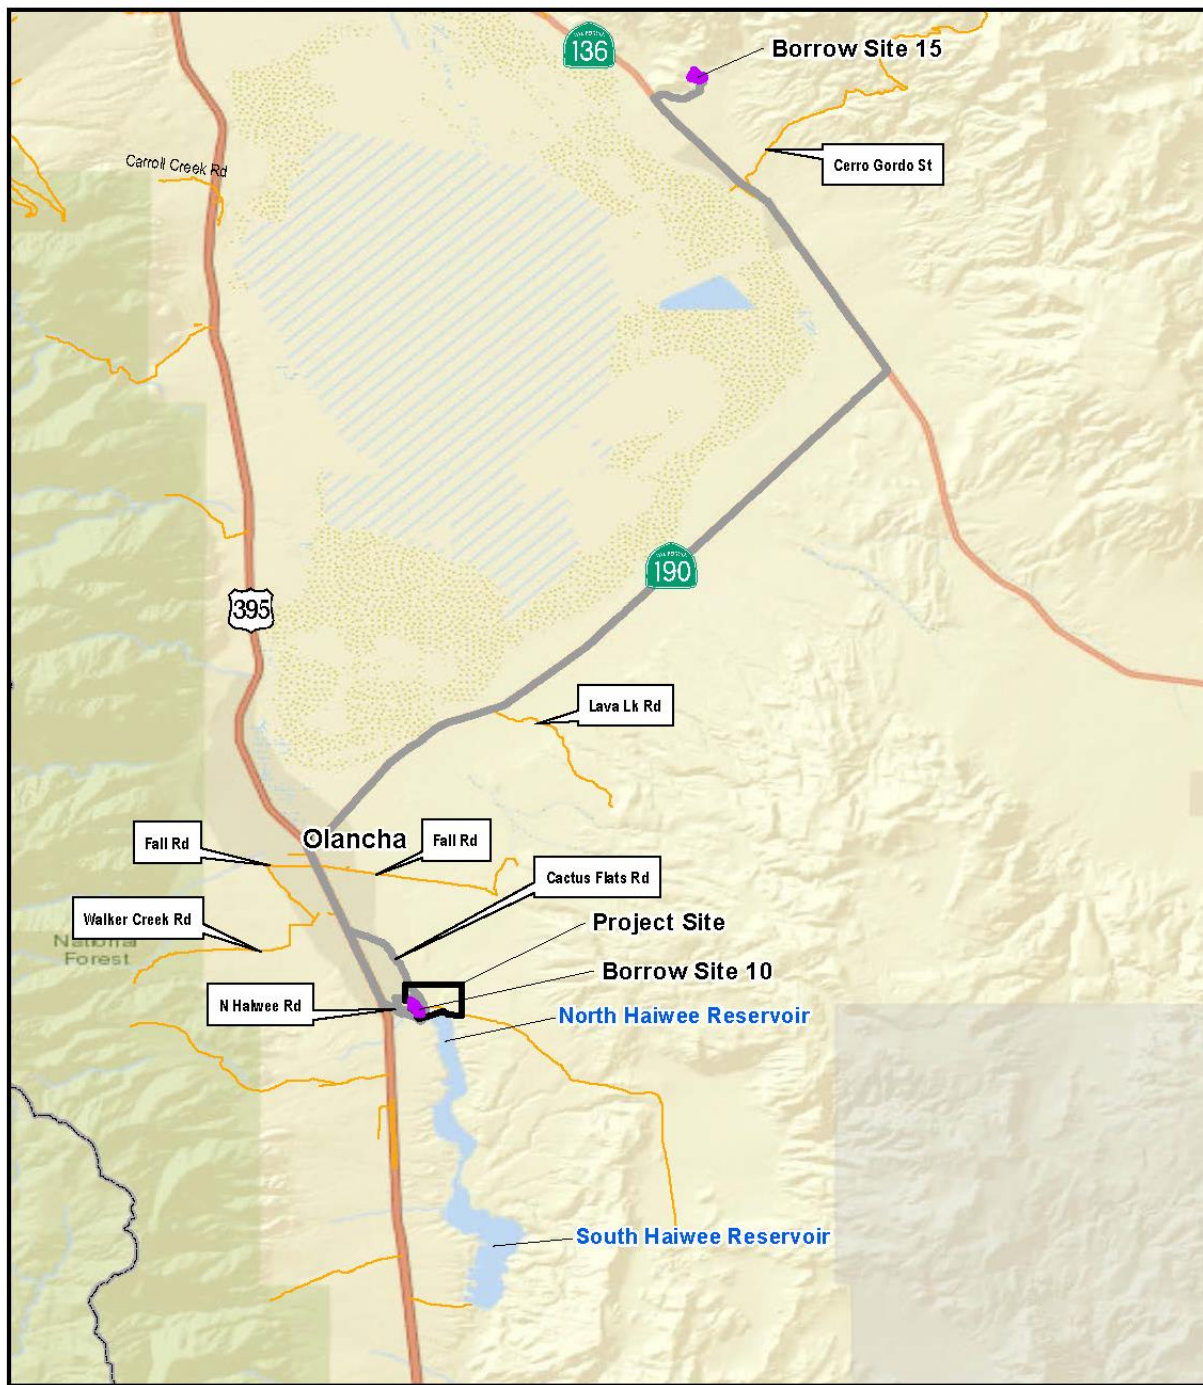 136
Borrow Site 15
Carroll Creek Rd
Cerro Gordo St
190
395
Lava Lk Rd
Olancha
Fall Rd
Fall Rd
Cactus Flats Rd
Walker Creek Rd
Project Site
National
Forest
Borrow Site 10
N Haiwee Rd
North Haiwee Reservoir
South Haiwee Reservoir